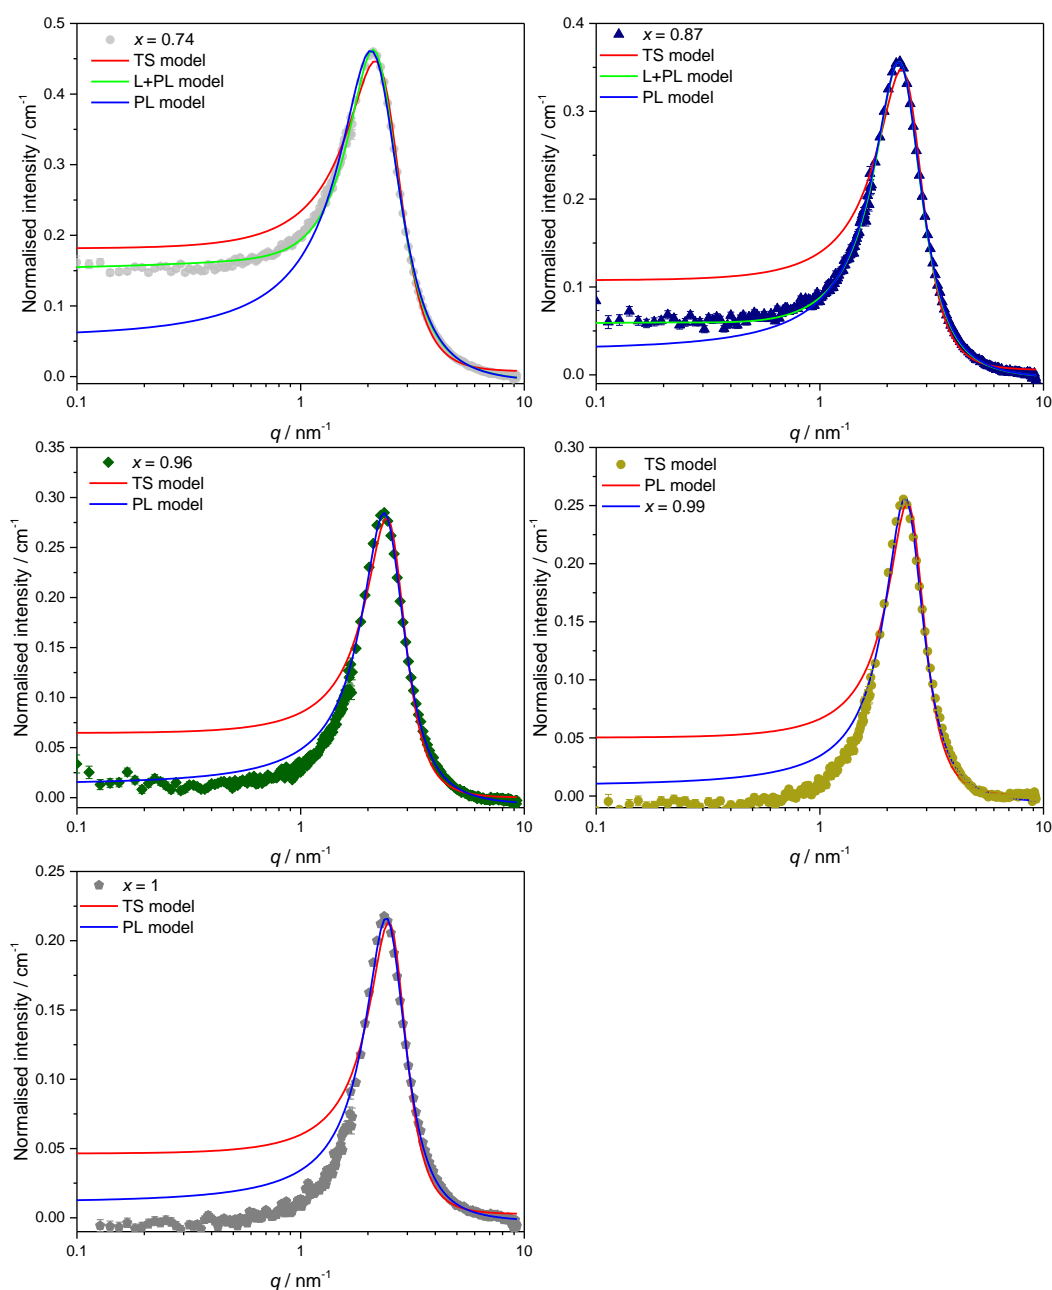 0.5
0.4
0.3
0.2
0.1
0.0
Normalised intensity / cm⁻¹
x = 0.74
TS model
L+PL model
PL model
0.1 1 10
q / nm⁻¹
0.4
0.3
0.2
0.1
0.0
Normalised intensity / cm⁻¹
x = 0.87
TS model
L+PL model
PL model
0.1 1 10
q / nm⁻¹
0.35
0.30
0.25
0.20
0.15
0.10
0.05
0.00
Normalised intensity / cm⁻¹
x = 0.96
TS model
PL model
0.1 1 10
q / nm⁻¹
0.30
0.25
0.20
0.15
0.10
0.05
0.00
Normalised intensity / cm⁻¹
TS model
PL model
x = 0.99
0.1 1 10
q / nm⁻¹
0.25
0.20
0.15
0.10
0.05
0.00
Normalised intensity / cm⁻¹
x = 1
TS model
PL model
0.1 1 10
q / nm⁻¹